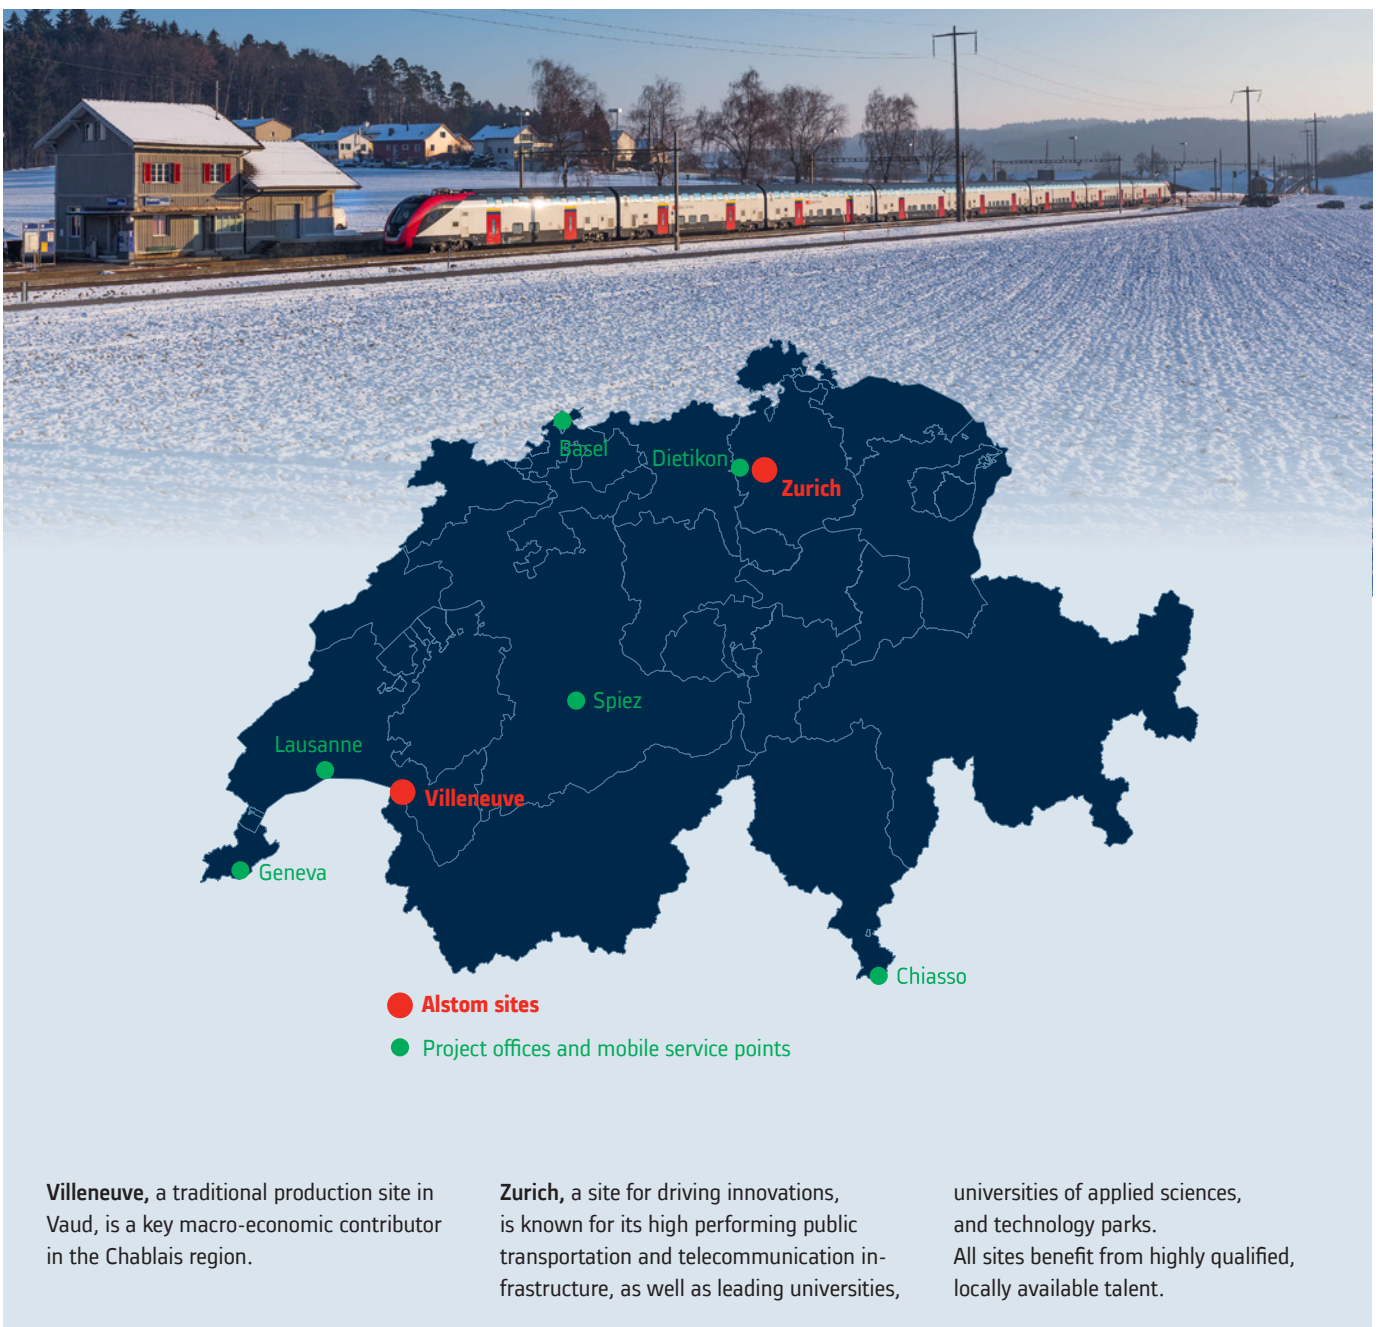 Basel
Dietikon
Zurich
Spiez
Lausanne
Villeneuve
Geneva
Chiasso
Alstom sites
Project offices and mobile service points
Villeneuve, a traditional production site in
Vaud, is a key macro-economic contributor
in the Chablais region.
Zurich, a site for driving innovations,
is known for its high performing public
transportation and telecommunication in-
frastructure, as well as leading universities,
universities of applied sciences,
and technology parks.
All sites benefit from highly qualified,
locally available talent.